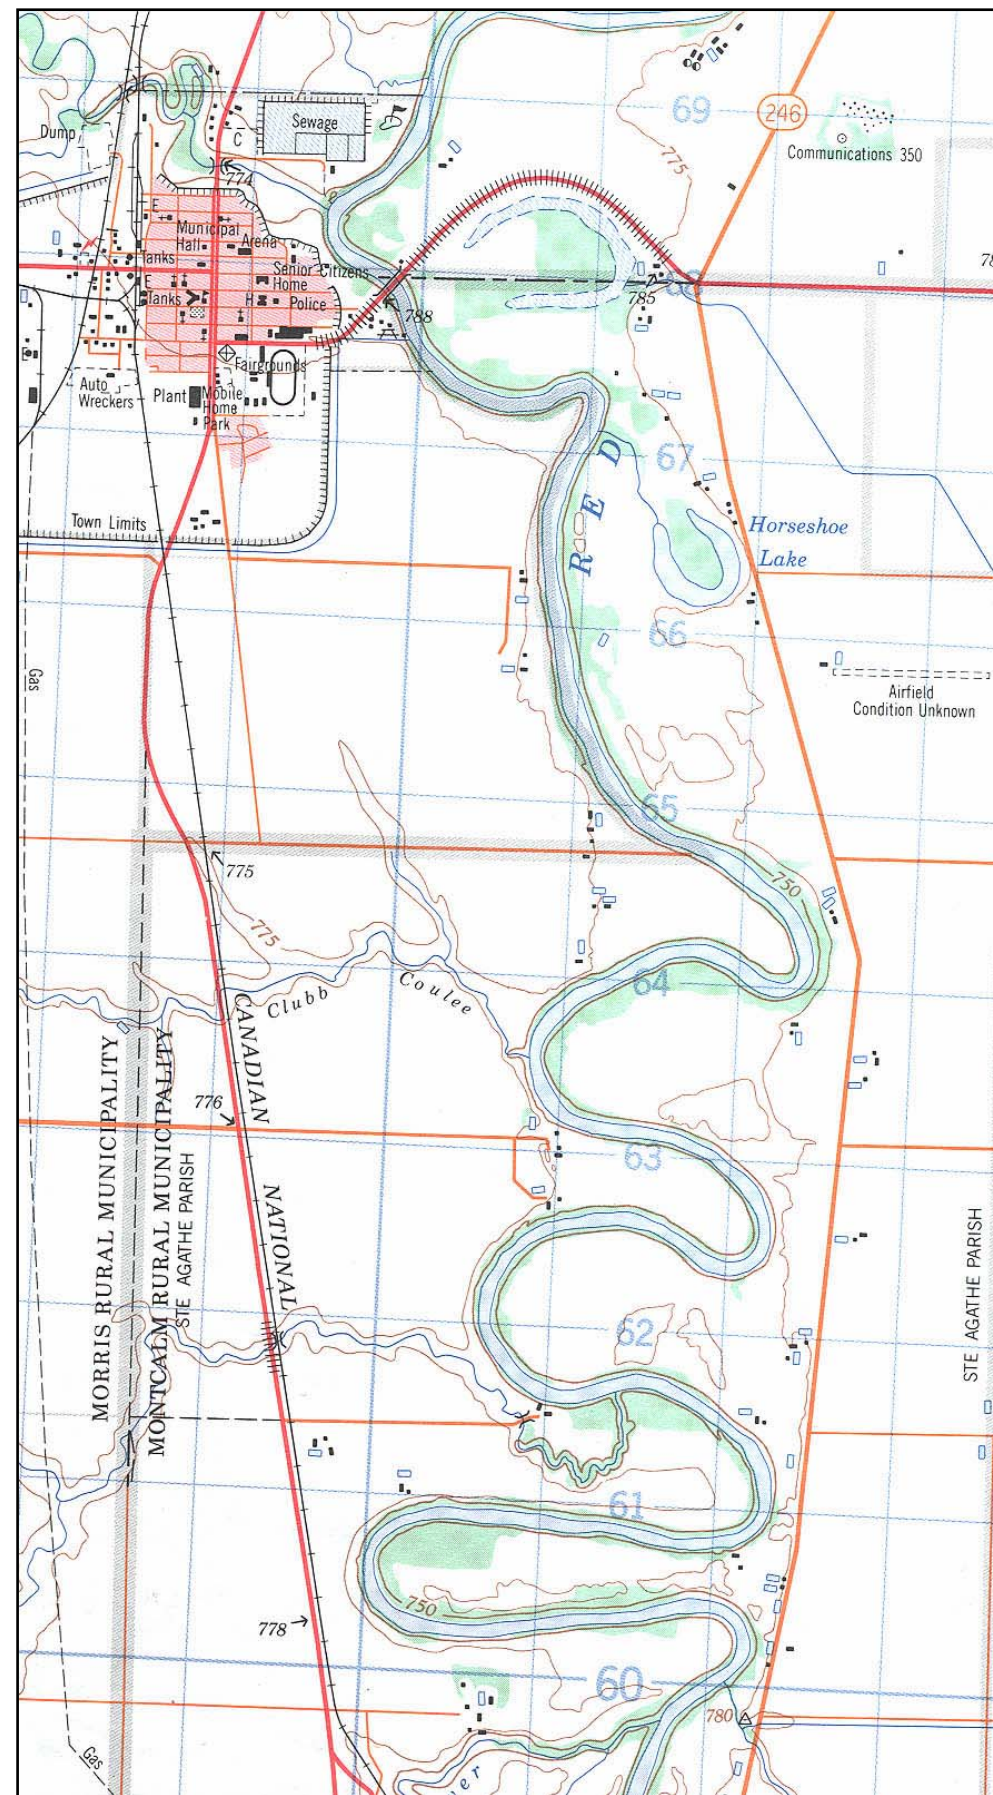 69
246
Communications 350
Dump
Sewage
C
774
775
E
Municipal
Hall
Arena
Tanks
Senior Citizens
Home
E
Tanks
H
Police
788
785
Fairgrounds
Auto
Wreckers
Plant
Mobile
Home
Park
67
RED
Horseshoe
Lake
Town Limits
66
Gas
Airfield
Condition Unknown
65
775
750
775
64
Clubb Coulee
CANADIAN NATIONAL
776
63
MORRIS RURAL MUNICIPALITY
MONTCALM RURAL MUNICIPALITY
STE AGATHE PARISH
STE AGATHE PARISH
62
61
750
778
60
780
Gas